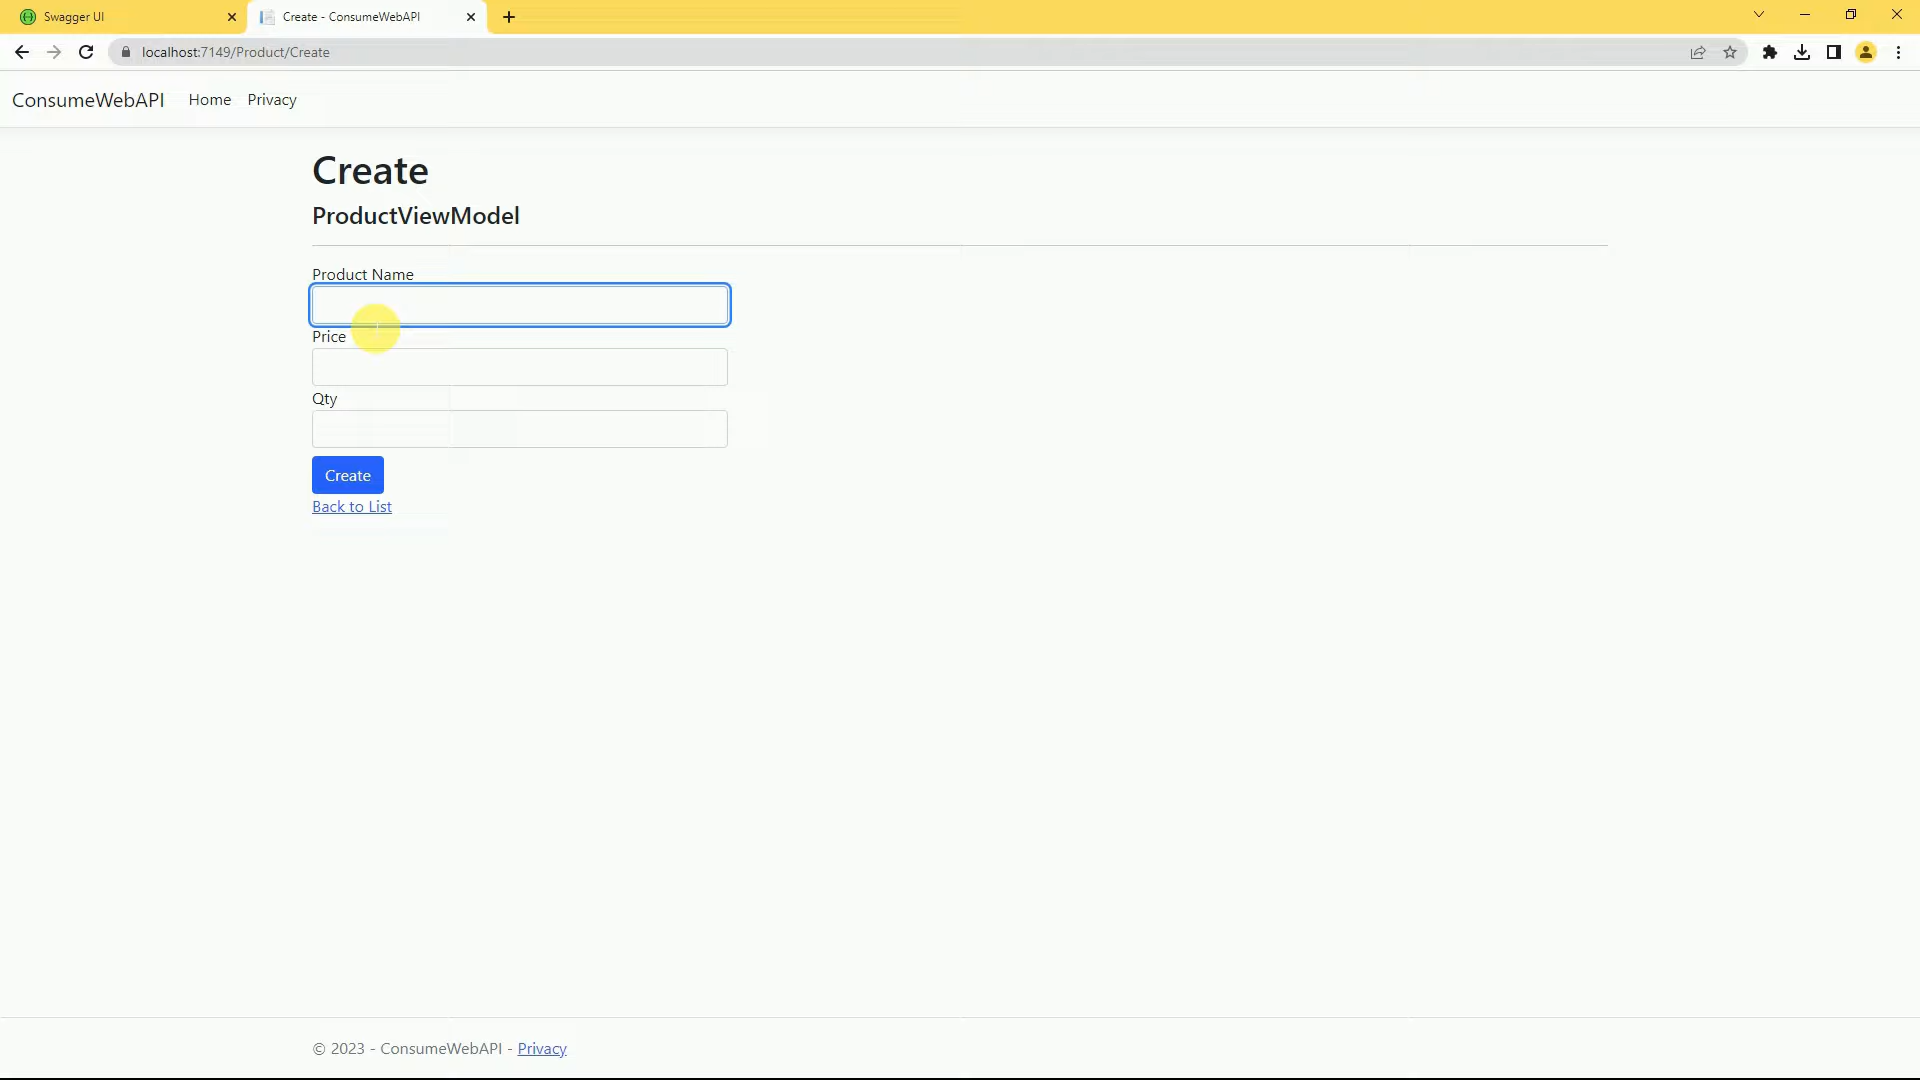 Swagger UI
Create - ConsumeWebAPI
localhost:7149/Product/Create
ConsumeWebAPI Home Privacy
Create
ProductViewModel
Product Name
Price
Qty
Create
Back to List
© 2023 - ConsumeWebAPI - Privacy